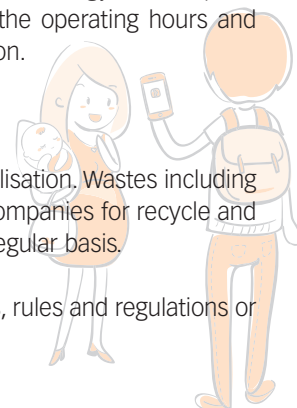 the operating hours and
on.
lisation. Wastes including
ompanies for recycle and
egular basis.
, rules and regulations or